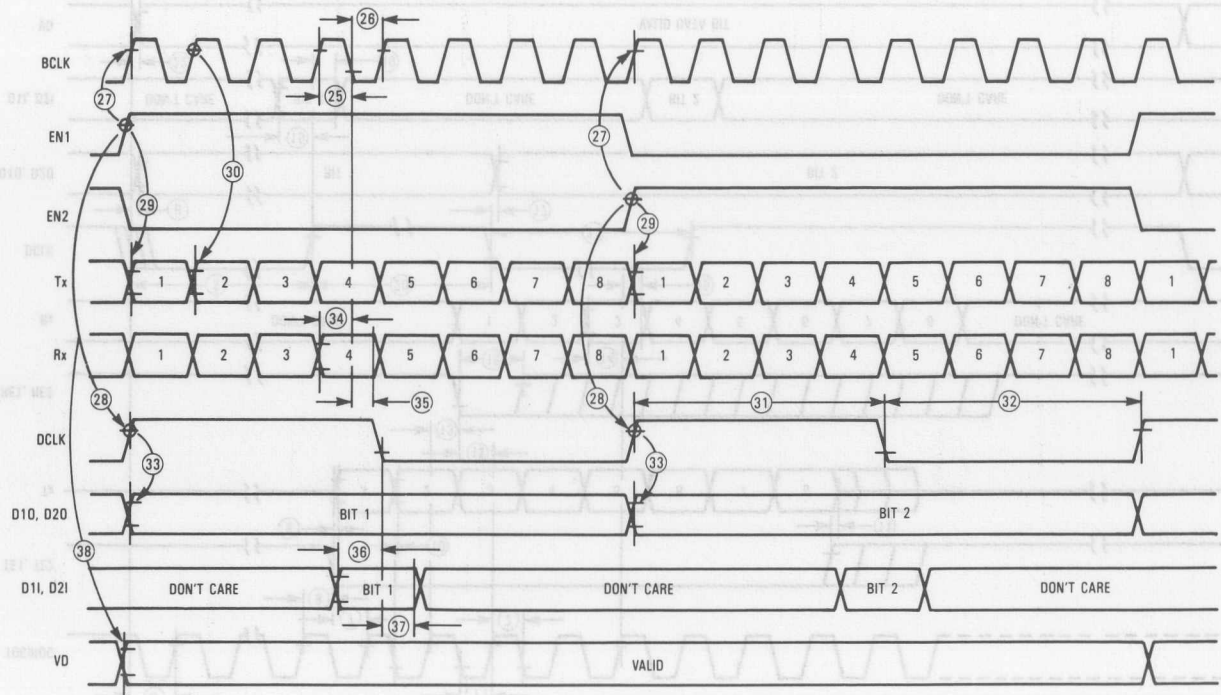 26
BCLK
27 25 27
EN1
30
EN2
29 29
Tx 1 2 3 4 5 6 7 8 1 2 3 4 5 6 7 8 1
34
Rx 1 2 3 4 5 6 7 8 1 2 3 4 5 6 7 8 1
28 35 28 31 32
DCLK
33 33
D1O, D2O BIT 1 BIT 2
38 36
D1I, D2I DON'T CARE BIT 1 DON'T CARE BIT 2 DON'T CARE
37
VD VALID